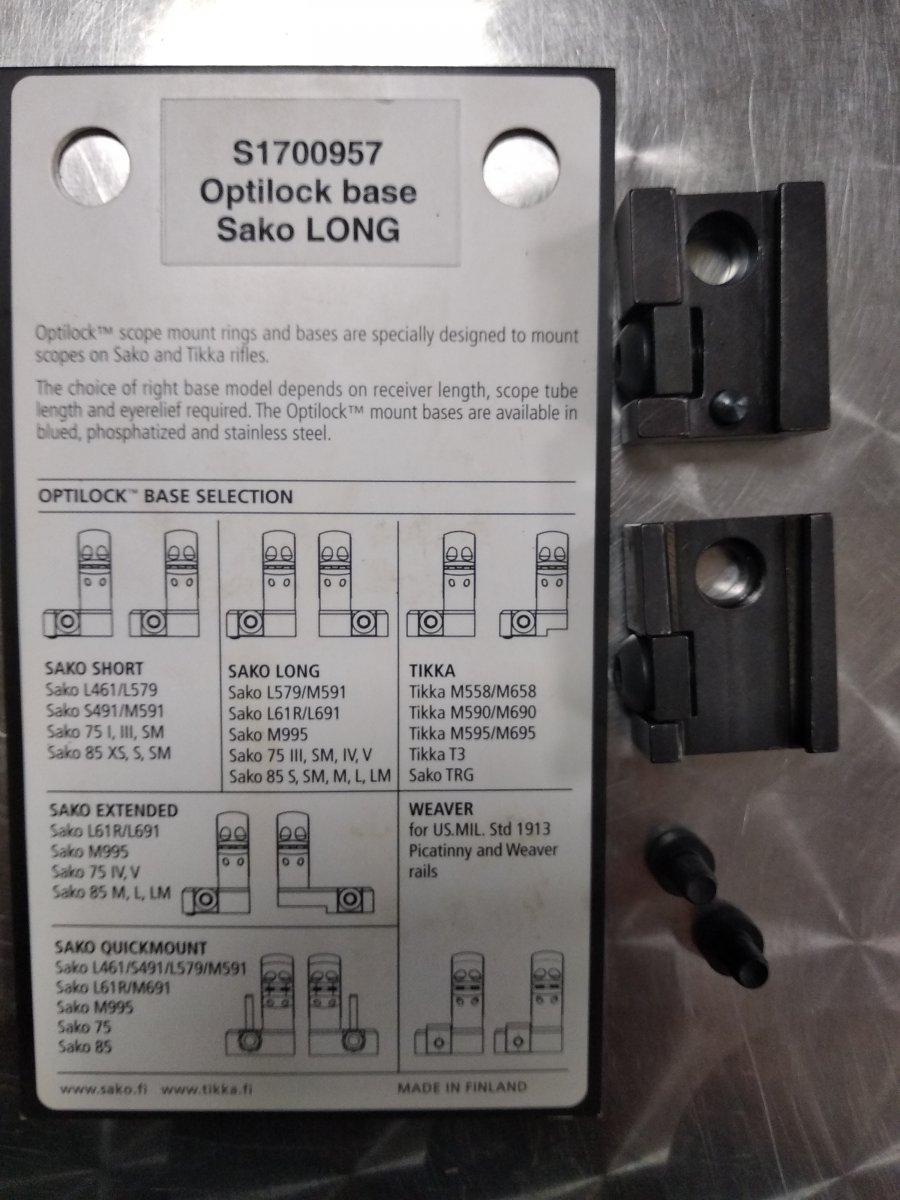 S1700957
Optilock base
Sako LONG
Optilock™ scope mount rings and bases are specially designed to mount
scopes on Sako and Tikka rifles.
The choice of right base model depends on receiver length, scope tube
length and eyerelief required. The Optilock™ mount bases are available in
blued, phosphatized and stainless steel.
OPTILOCK™ BASE SELECTION
SAKO SHORT
Sako L461/L579
Sako S491/M591
Sako 75 I, III, SM
Sako 85 XS, S, SM
SAKO LONG
Sako L579/M591
Sako L61R/L691
Sako M995
Sako 75 III, SM, IV, V
Sako 85 S, SM, M, L, LM
TIKKA
Tikka M558/M658
Tikka M590/M690
Tikka M595/M695
Tikka T3
Sako TRG
SAKO EXTENDED
Sako L61R/L691
Sako M995
Sako 75 IV, V
Sako 85 M, L, LM
WEAVER
for US.MIL. Std 1913
Picatinny and Weaver
rails
SAKO QUICKMOUNT
Sako L461/S491/L579/M591
Sako L61R/M691
Sako M995
Sako 75
Sako 85
www.sako.fi www.tikka.fi
MADE IN FINLAND